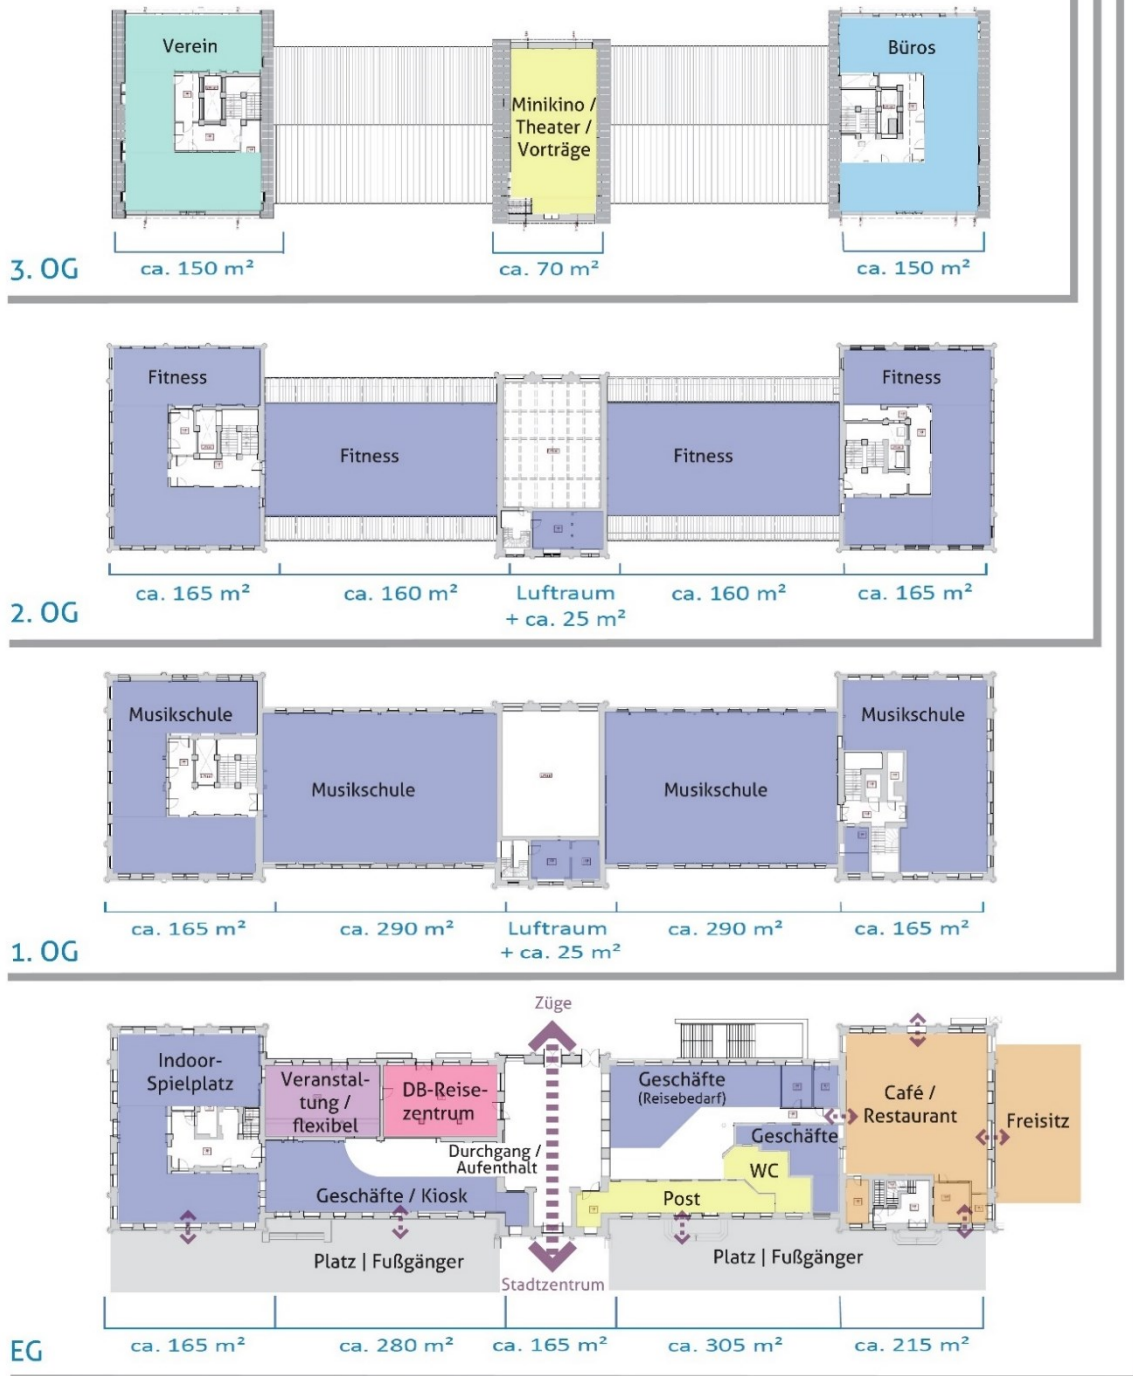 Verein
Büros
Minikino /
Theater /
Vorträge
ca. 150 m²
ca. 70 m²
ca. 150 m²
3. OG
Fitness
Fitness
Fitness
Fitness
ca. 165 m²
ca. 160 m²
Luftraum
+ ca. 25 m²
ca. 160 m²
ca. 165 m²
2. OG
Musikschule
Musikschule
Musikschule
Musikschule
ca. 165 m²
ca. 290 m²
Luftraum
+ ca. 25 m²
ca. 290 m²
ca. 165 m²
1. OG
Züge
Indoor-
Spielplatz
Veranstal-
tung /
flexibel
DB-Reise-
zentrum
Geschäfte
(Reisebedarf)
Café /
Restaurant
Freisitz
Durchgang /
Aufenthalt
Geschäfte
WC
Geschäfte / Kiosk
Post
Platz | Fußgänger
Platz | Fußgänger
Stadtzentrum
ca. 165 m²
ca. 280 m²
ca. 165 m²
ca. 305 m²
ca. 215 m²
EG